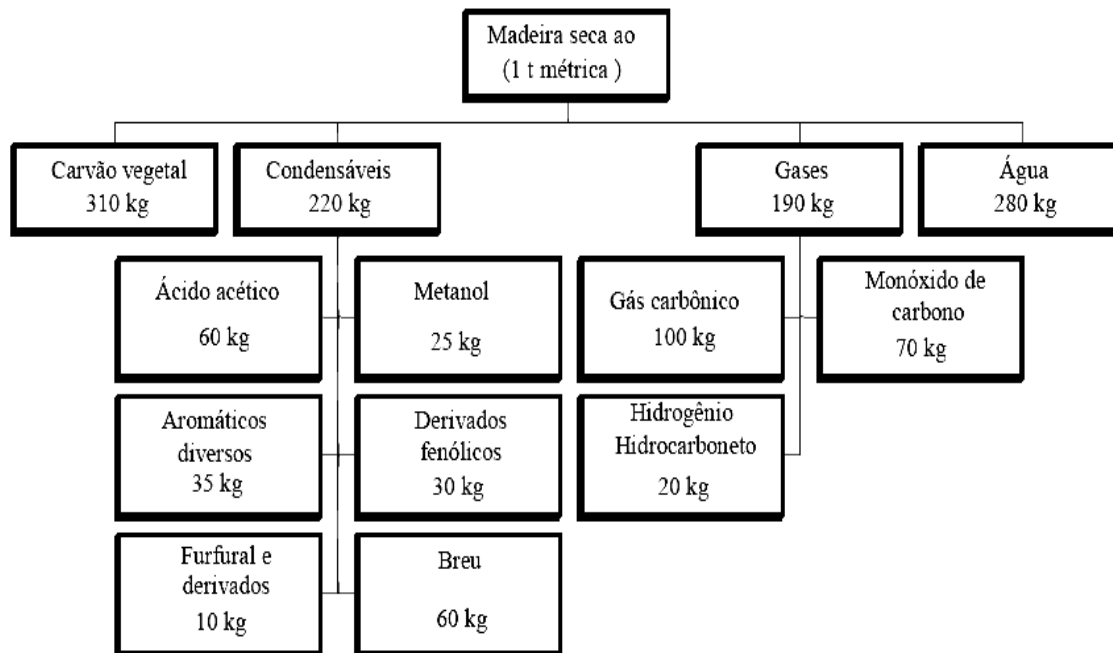 Madeira seca ao
(1 t métrica )
Carvão vegetal
310 kg
Condensáveis
220 kg
Gases
190 kg
Água
280 kg
Ácido acético
60 kg
Metanol
25 kg
Gás carbônico
100 kg
Monóxido de
carbono
70 kg
Aromáticos
diversos
35 kg
Derivados
fenólicos
30 kg
Hidrogênio
Hidrocarboneto
20 kg
Furfural e
derivados
10 kg
Breu
60 kg